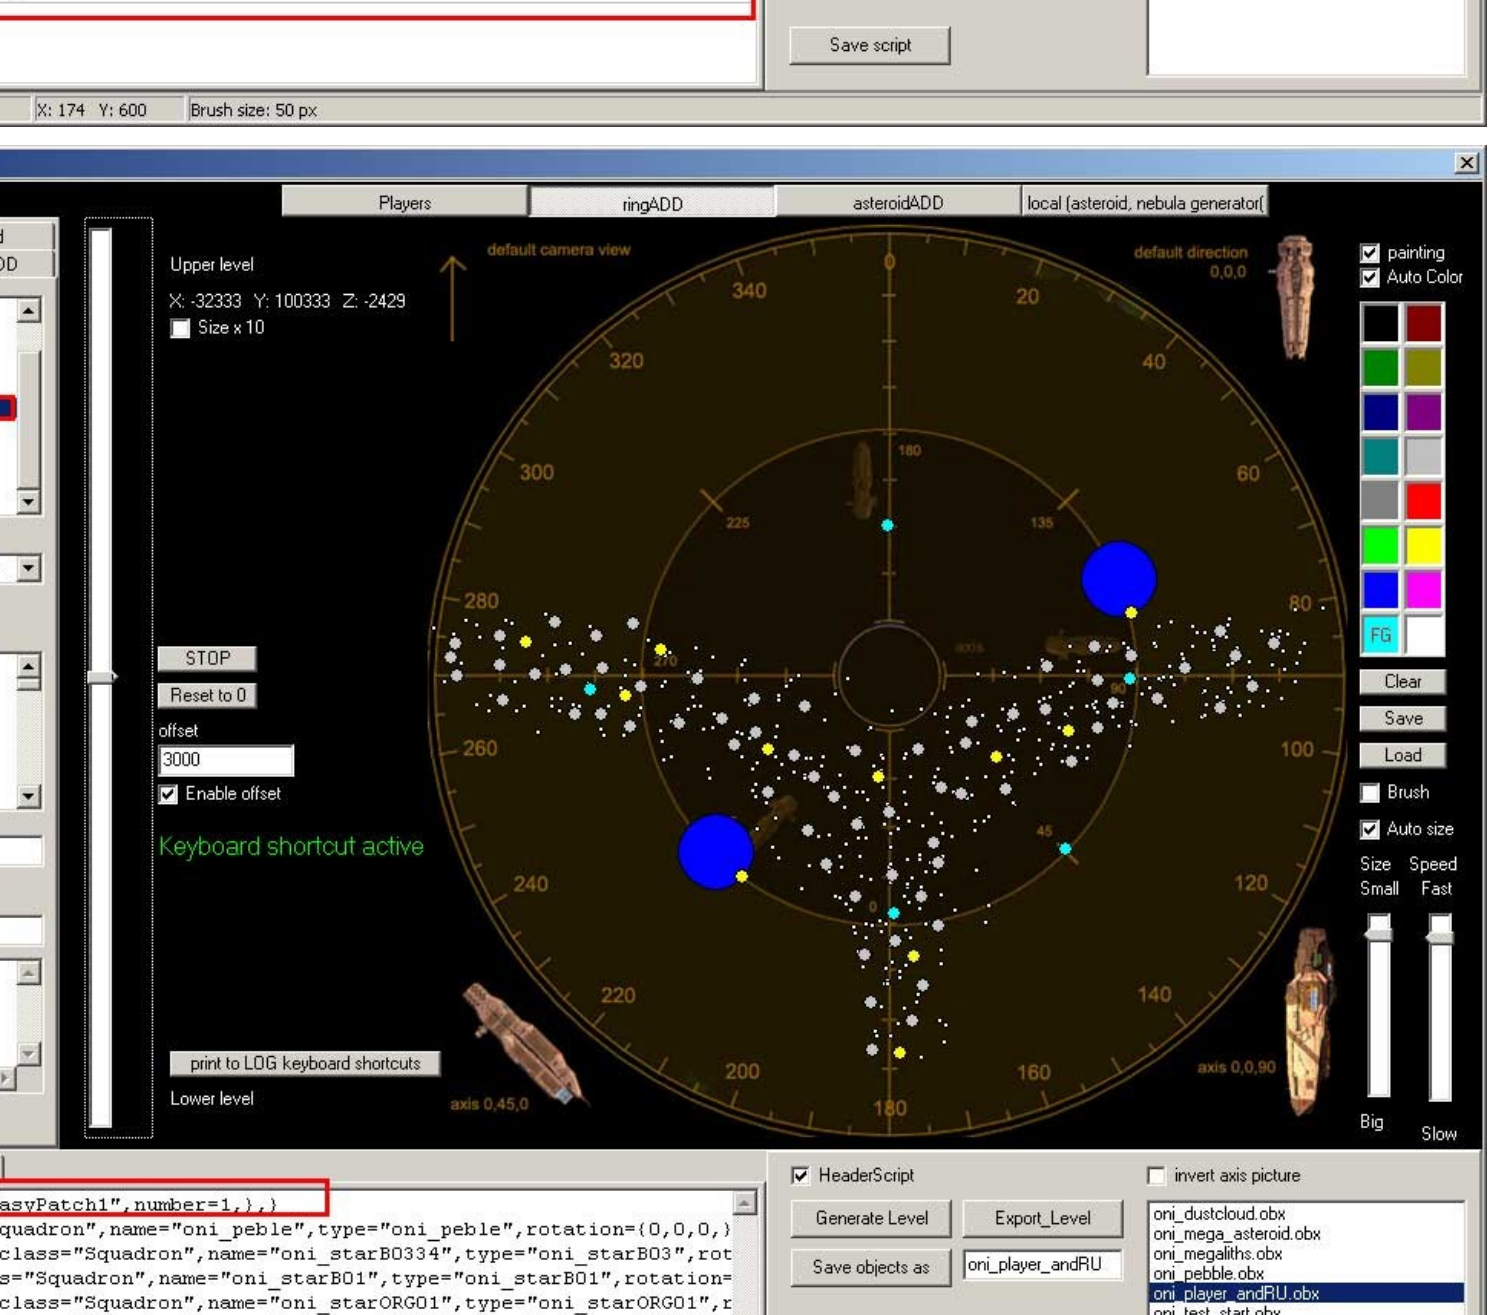 Save script
X: 174 Y: 600 Brush size: 50 px
Players ringADD asteroidADD local (asteroid, nebula generator(
Upper level
X: -32333 Y: 100333 Z: -2429
Size x 10
default camera view
default direction
0,0,0
painting
Auto Color
0
340 20
320 40
300 60
280 80
260 100
240 120
220 140
200 160
180
180
225 135
270 axis 90
45
0
FG
STOP
Reset to 0
offset
3000
Enable offset
Keyboard shortcut active
Clear
Save
Load
Brush
Auto size
Size Speed
Small Fast
Big
Slow
print to LOG keyboard shortcuts
Lower level
axis 0,45,0
axis 0,0,90
HeaderScript
invert axis picture
Generate Level Export_Level
Save objects as oni_player_andRU
asyPatch1",number=1,},}
quadron",name="oni_peble",type="oni_peble",rotation={0,0,0,}
class="Squadron",name="oni_starB0334",type="oni_starB03",rot
s="Squadron",name="oni_starB01",type="oni_starB01",rotation=
class="Squadron",name="oni_starORG01",type="oni_starORG01",r
oni_dustcloud.obx
oni_mega_asteroid.obx
oni_megaliths.obx
oni_pebble.obx
oni_player_andRU.obx
oni_test_start.obx